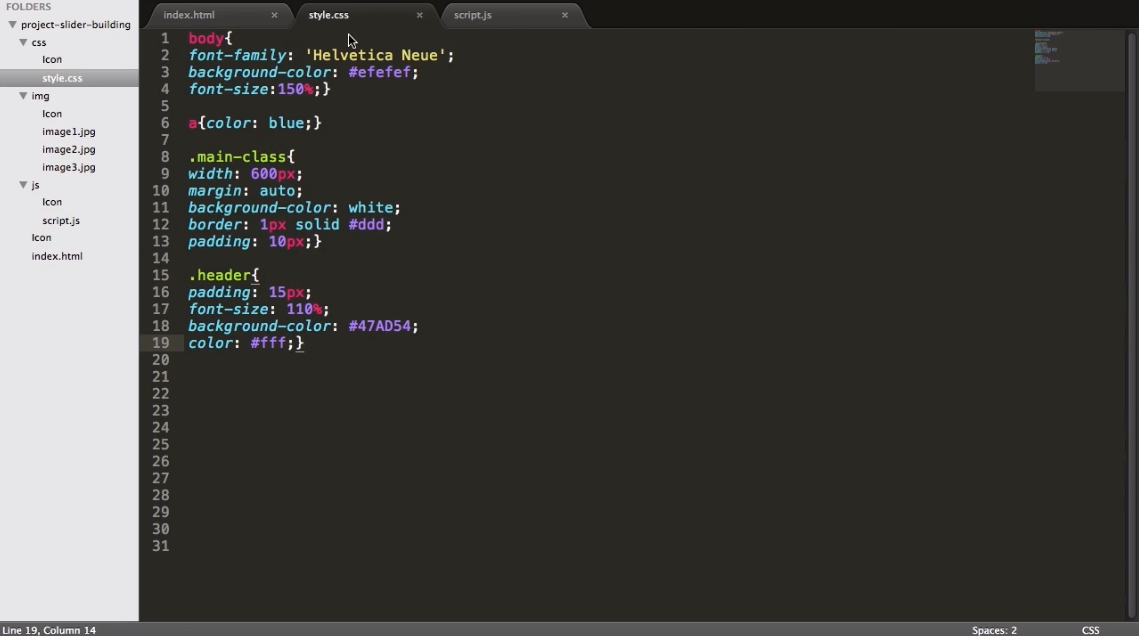 FOLDERS
project-slider-building
css
Icon
style.css
img
Icon
image1.jpg
image2.jpg
image3.jpg
js
Icon
script.js
Icon
index.html
index.html × style.css × script.js ×
1 body{
2 font-family: 'Helvetica Neue';
3 background-color: #efefef;
4 font-size:150%;}
5
6 a{color: blue;}
7
8 .main-class{
9 width: 600px;
10 margin: auto;
11 background-color: white;
12 border: 1px solid #ddd;
13 padding: 10px;}
14
15 .header{
16 padding: 15px;
17 font-size: 110%;
18 background-color: #47AD54;
19 color: #fff;}
20
21
22
23
24
25
26
27
28
29
30
31
Line 19, Column 14 Spaces: 2 CSS